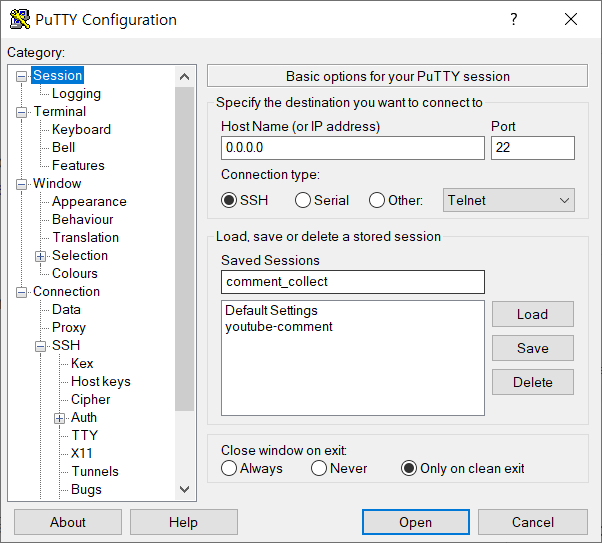 PuTTY Configuration
?
Category:
Session
Logging
Terminal
Keyboard
Bell
Features
Window
Appearance
Behaviour
Translation
Selection
Colours
Connection
Data
Proxy
SSH
Kex
Host keys
Cipher
Auth
TTY
X11
Tunnels
Bugs
Basic options for your PuTTY session
Specify the destination you want to connect to
Host Name (or IP address) Port
0.0.0.0 22
Connection type:
SSH Serial Other: Telnet
Load, save or delete a stored session
Saved Sessions
comment_collect
Default Settings
youtube-comment
Load
Save
Delete
Close window on exit:
Always Never Only on clean exit
About Help Open Cancel